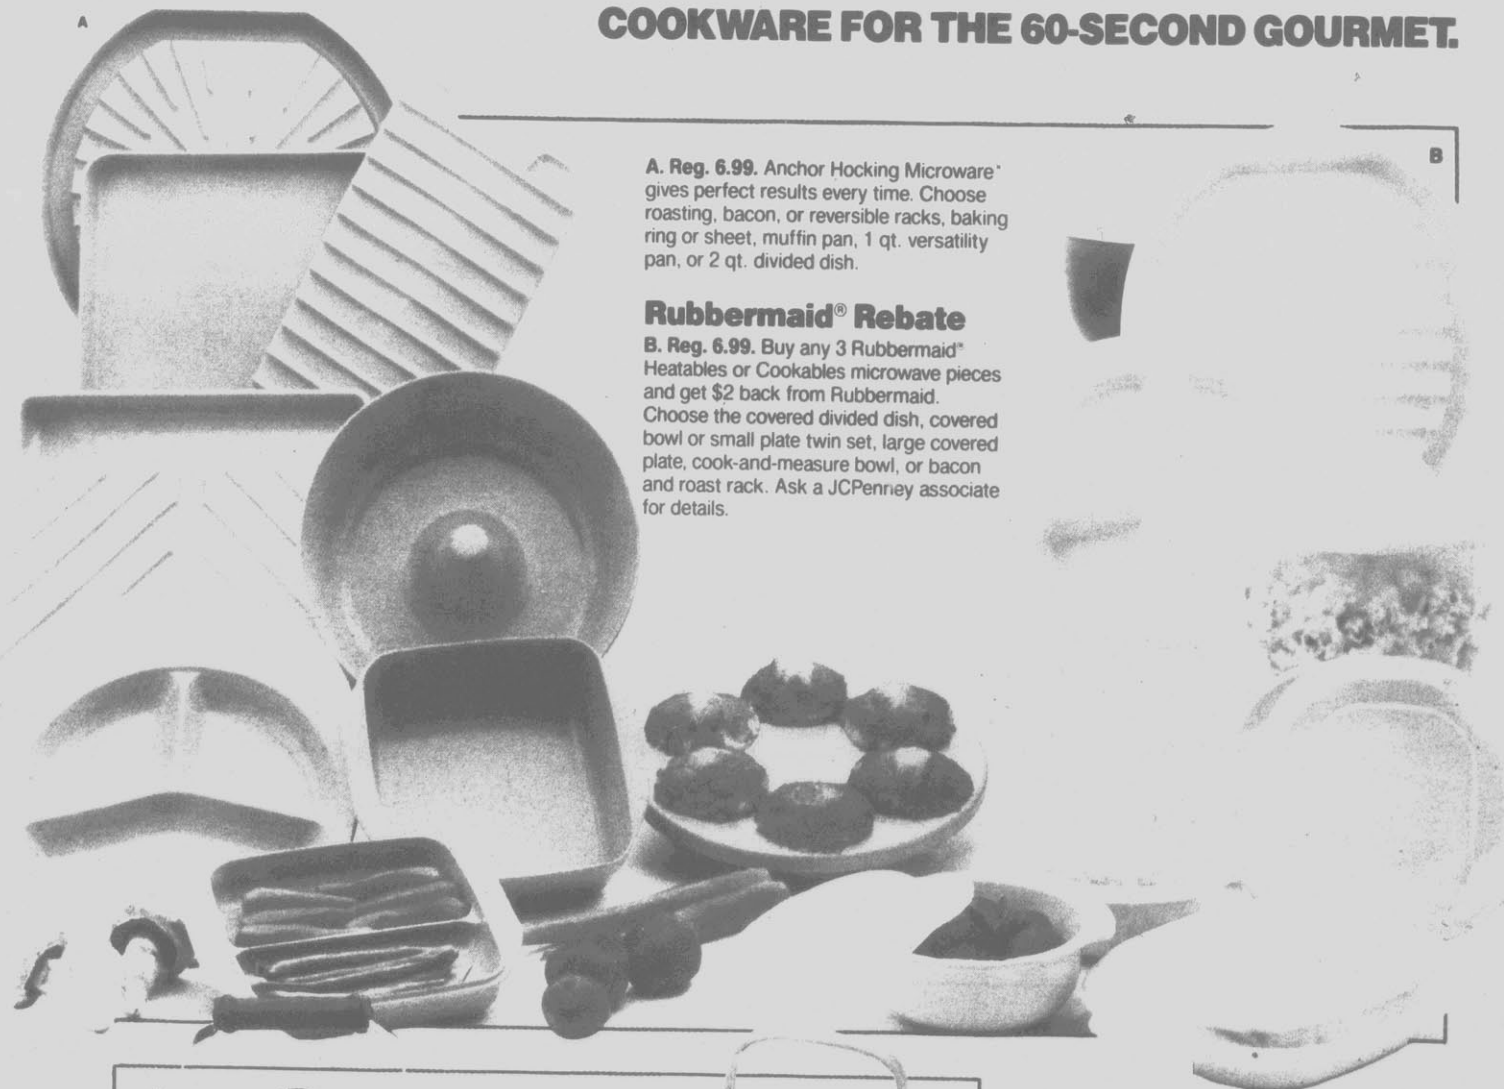 A
COOKWARE FOR THE 60-SECOND GOURMET.
B
A. Reg. 6.99. Anchor Hocking Microware*
gives perfect results every time. Choose
roasting, bacon, or reversible racks, baking
ring or sheet, muffin pan, 1 qt. versatility
pan, or 2 qt. divided dish.
Rubbermaid® Rebate
B. Reg. 6.99. Buy any 3 Rubbermaid®
Heatables or Cookables microwave pieces
and get $2 back from Rubbermaid.
Choose the covered divided dish, covered
bowl or small plate twin set, large covered
plate, cook-and-measure bowl, or bacon
and roast rack. Ask a JCPenney associate
for details.